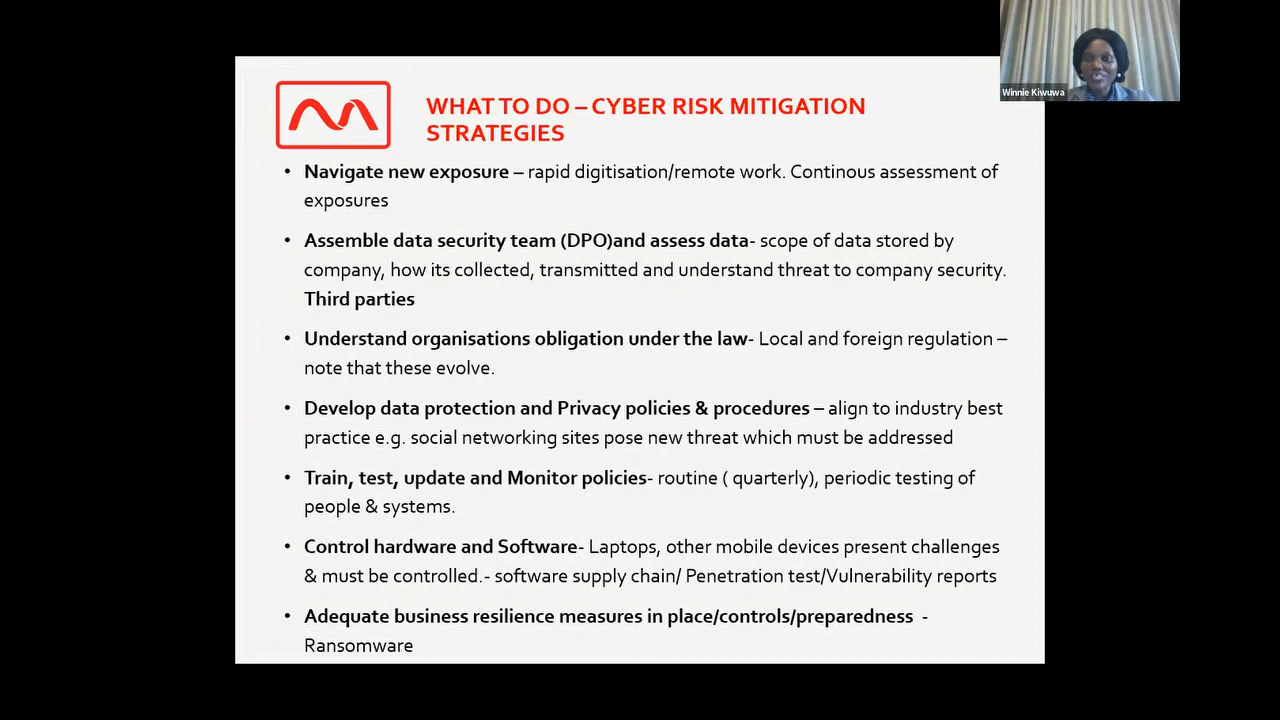 Winnie Kiwuwa
WHAT TO DO – CYBER RISK MITIGATION
STRATEGIES
• Navigate new exposure – rapid digitisation/remote work. Continous assessment of
exposures
• Assemble data security team (DPO)and assess data- scope of data stored by
company, how its collected, transmitted and understand threat to company security.
Third parties
• Understand organisations obligation under the law- Local and foreign regulation –
note that these evolve.
• Develop data protection and Privacy policies & procedures – align to industry best
practice e.g. social networking sites pose new threat which must be addressed
• Train, test, update and Monitor policies- routine ( quarterly), periodic testing of
people & systems.
• Control hardware and Software- Laptops, other mobile devices present challenges
& must be controlled.- software supply chain/ Penetration test/Vulnerability reports
• Adequate business resilience measures in place/controls/preparedness -
Ransomware